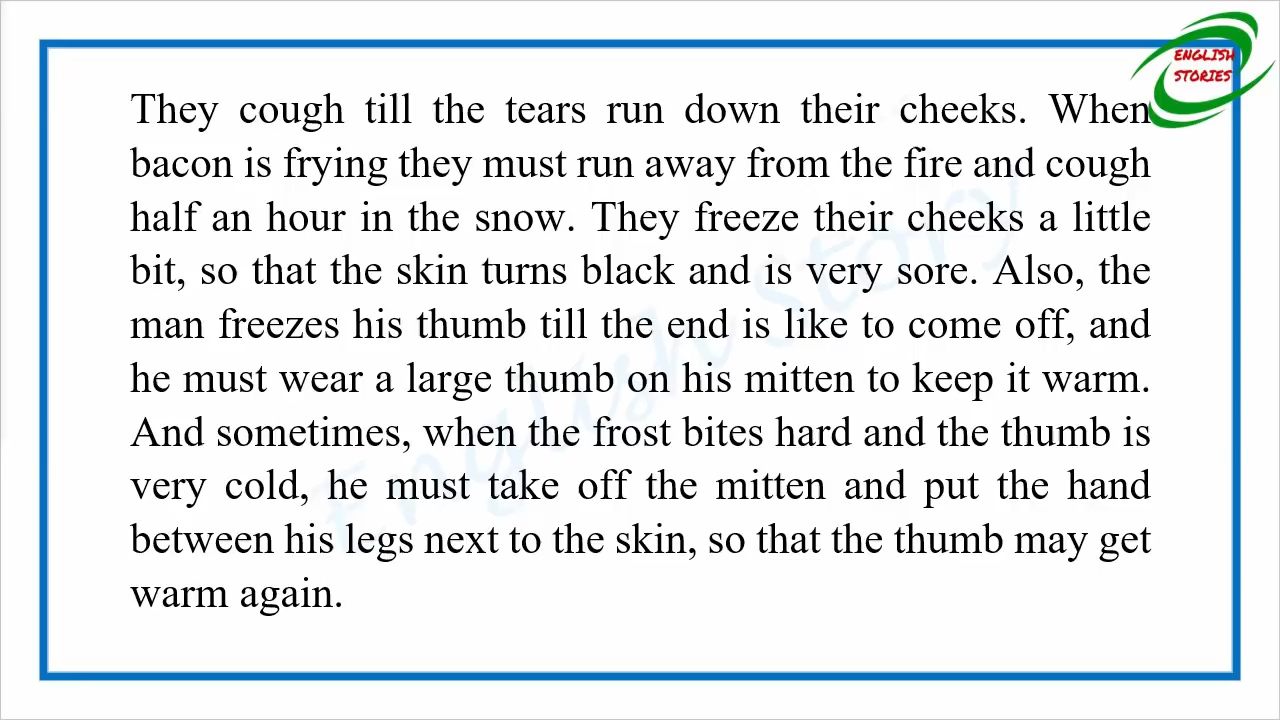 ENGLISH
STORIES
They cough till the tears run down their cheeks. When
bacon is frying they must run away from the fire and cough
half an hour in the snow. They freeze their cheeks a little
bit, so that the skin turns black and is very sore. Also, the
man freezes his thumb till the end is like to come off, and
he must wear a large thumb on his mitten to keep it warm.
And sometimes, when the frost bites hard and the thumb is
very cold, he must take off the mitten and put the hand
between his legs next to the skin, so that the thumb may get
warm again.
English Story